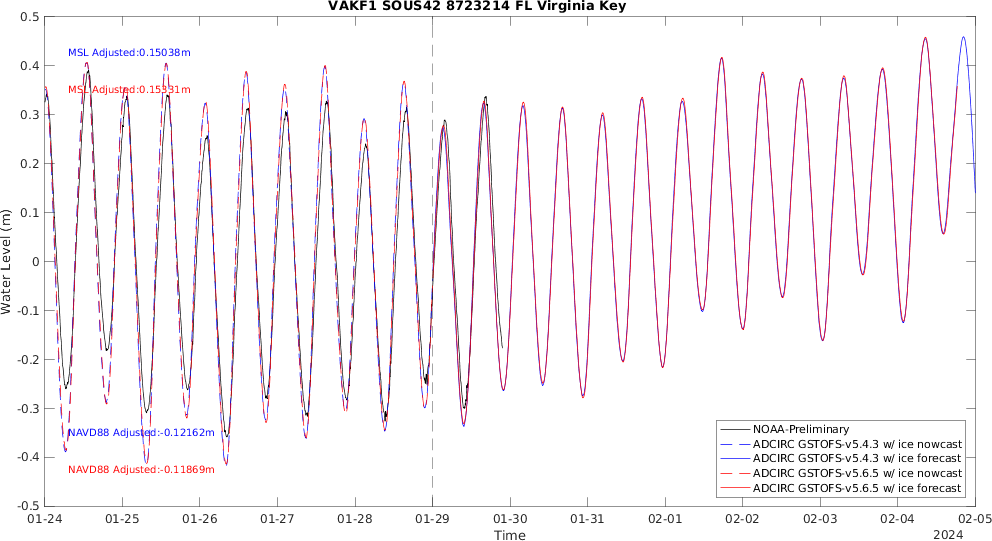 VAKF1 SOUS42 8723214 FL Virginia Key
0.5
0.4
0.3
0.2
0.1
0
-0.1
-0.2
-0.3
-0.4
-0.5
Water Level (m)
MSL Adjusted:0.15038m
MSL Adjusted:0.15331m
NAVD88 Adjusted:-0.12162m
NAVD88 Adjusted:-0.11869m
NOAA-Preliminary
ADCIRC GSTOFS-v5.4.3 w/ ice nowcast
ADCIRC GSTOFS-v5.4.3 w/ ice forecast
ADCIRC GSTOFS-v5.6.5 w/ ice nowcast
ADCIRC GSTOFS-v5.6.5 w/ ice forecast
01-24 01-25 01-26 01-27 01-28 01-29 01-30 01-31 02-01 02-02 02-03 02-04 02-05
Time
2024